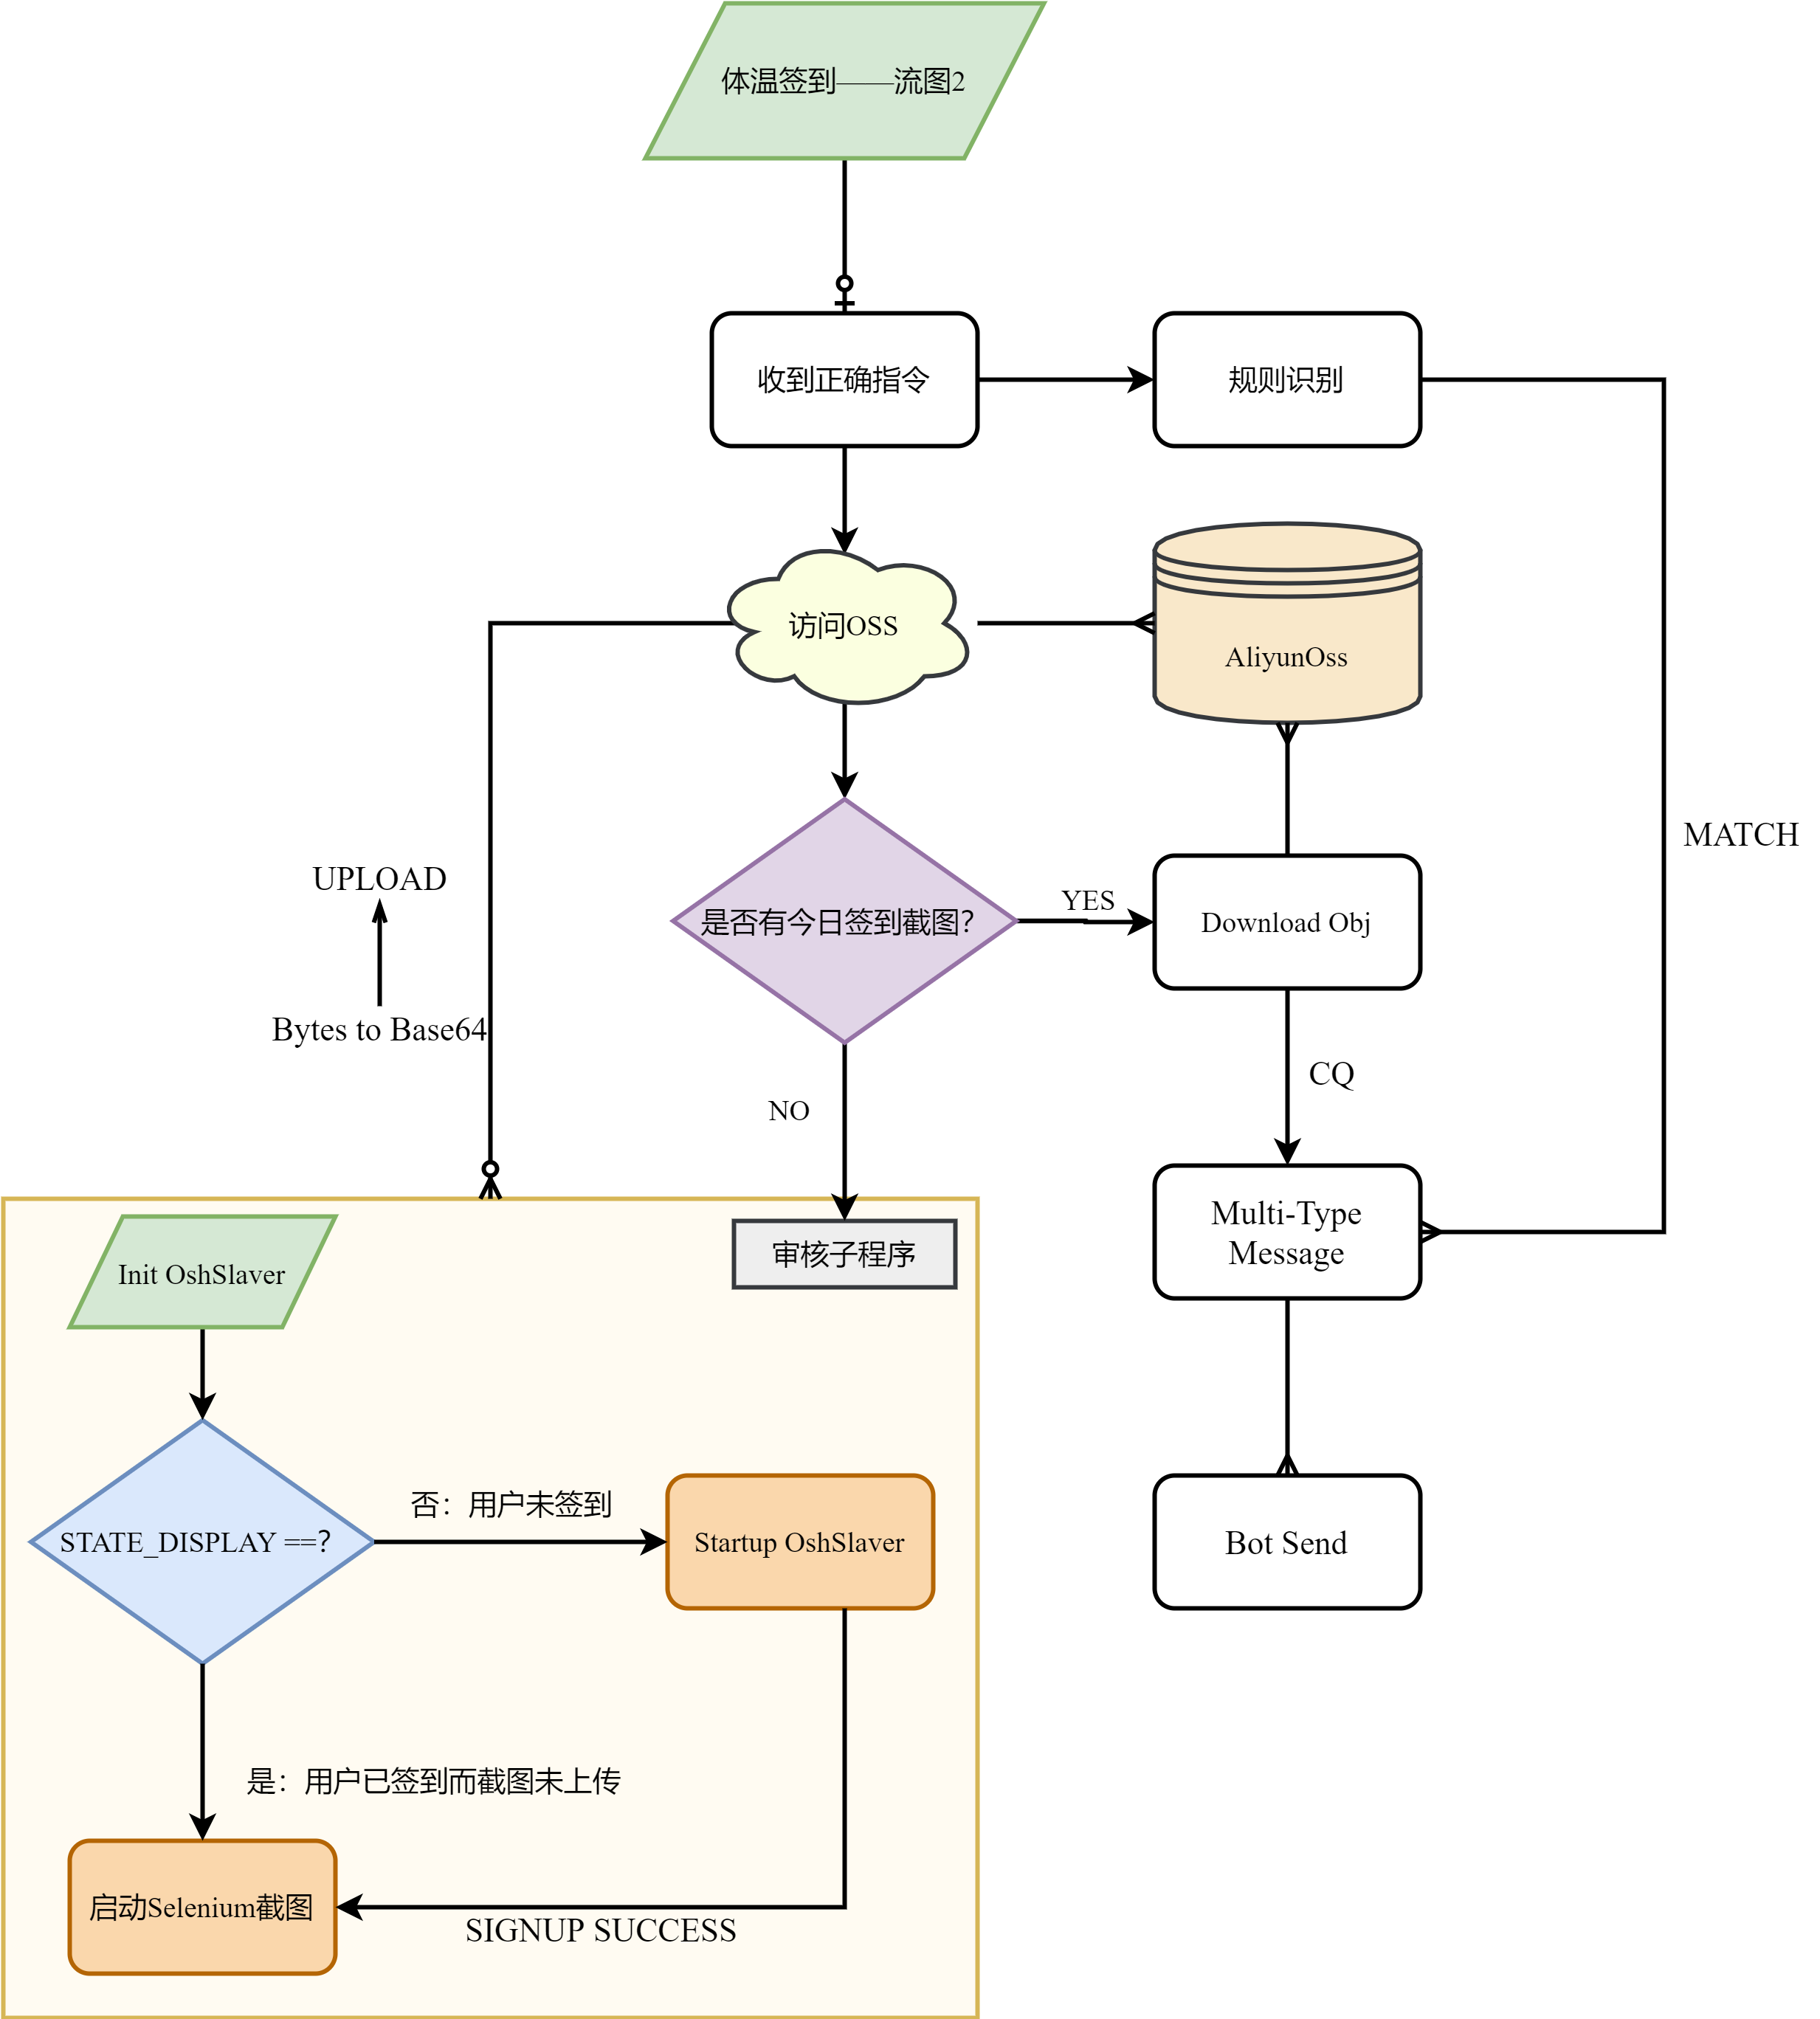 体温签到——流图2
收到正确指令
规则识别
访问OSS
AliyunOss
MATCH
UPLOAD
是否有今日签到截图?
YES
Download Obj
Bytes to Base64
CQ
NO
Multi-Type
Message
审核子程序
Init OshSlaver
否：用户未签到
STATE_DISPLAY ==?
Startup OshSlaver
Bot Send
是：用户已签到而截图未上传
启动Selenium截图
SIGNUP SUCCESS